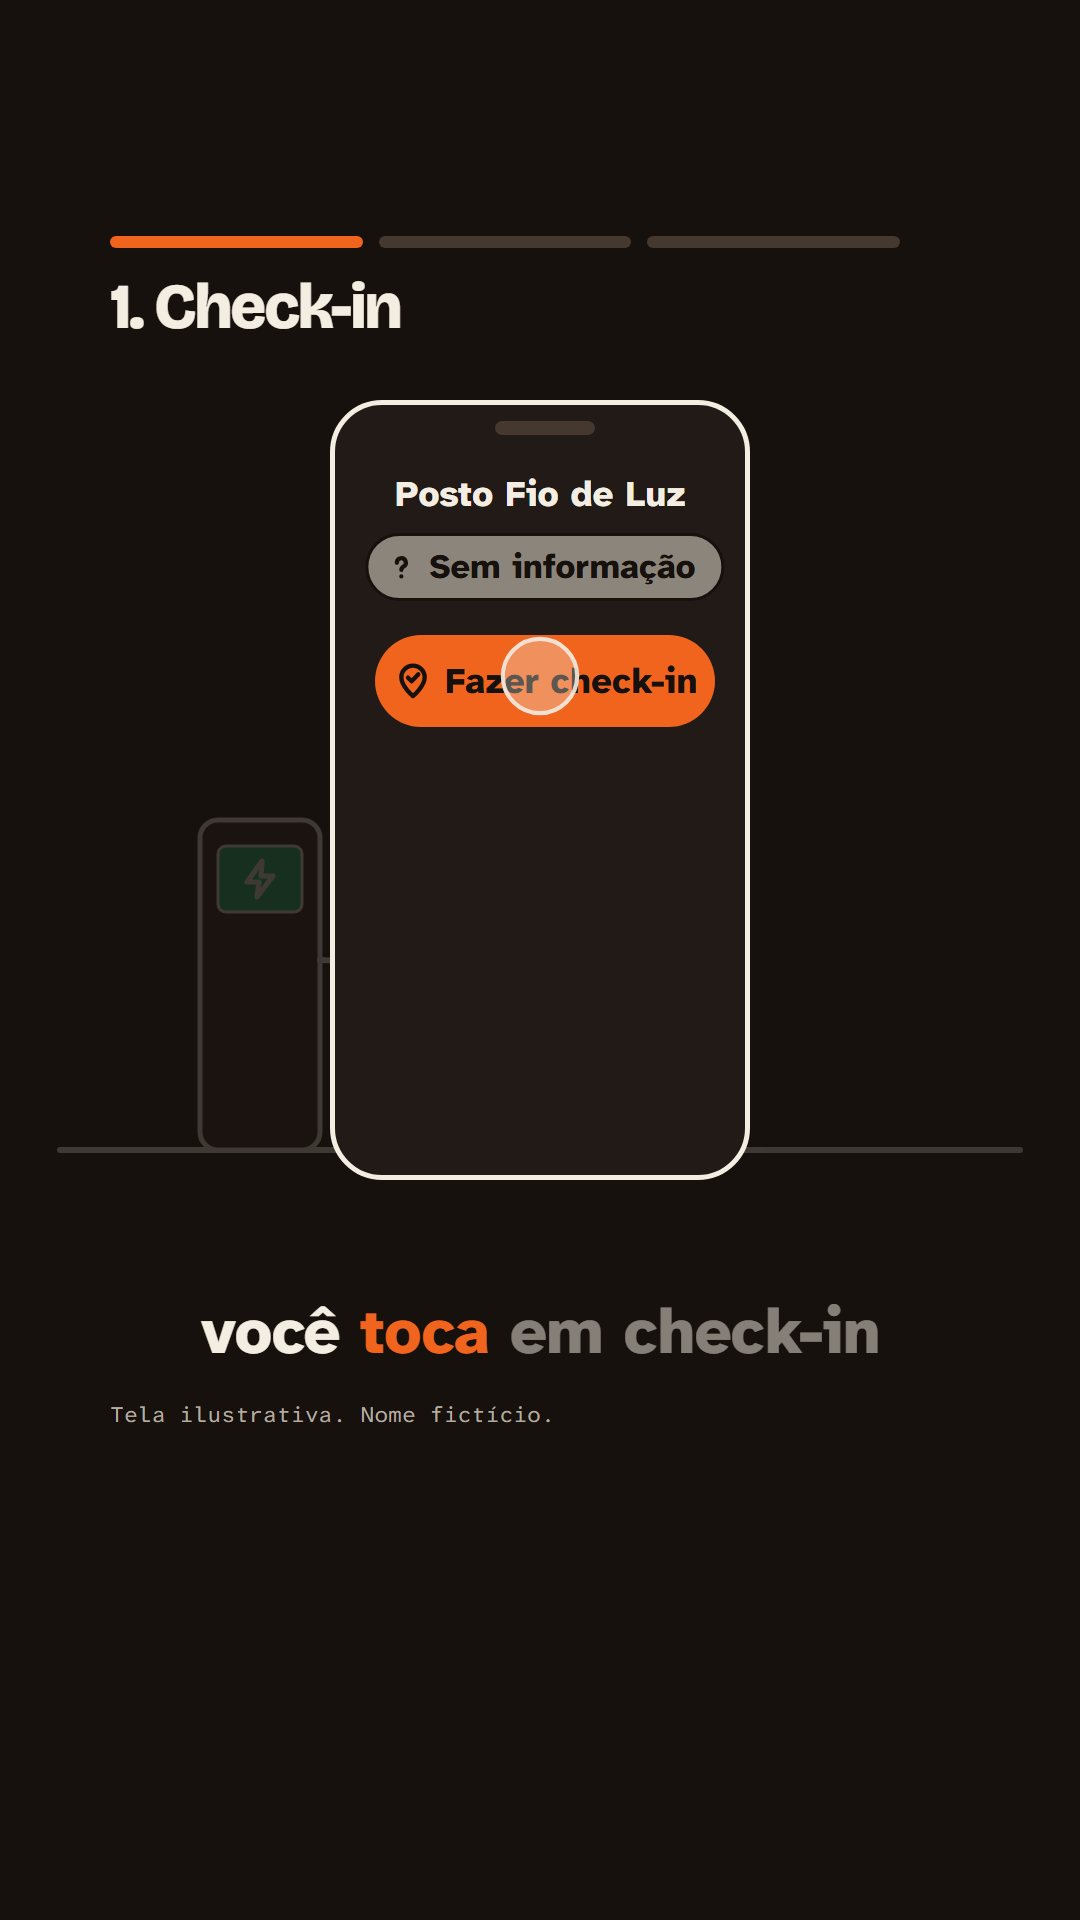 1. Check-in
Posto Fio de Luz
? Sem informação
Fazer check-in
você toca em check-in
Tela ilustrativa. Nome fictício.